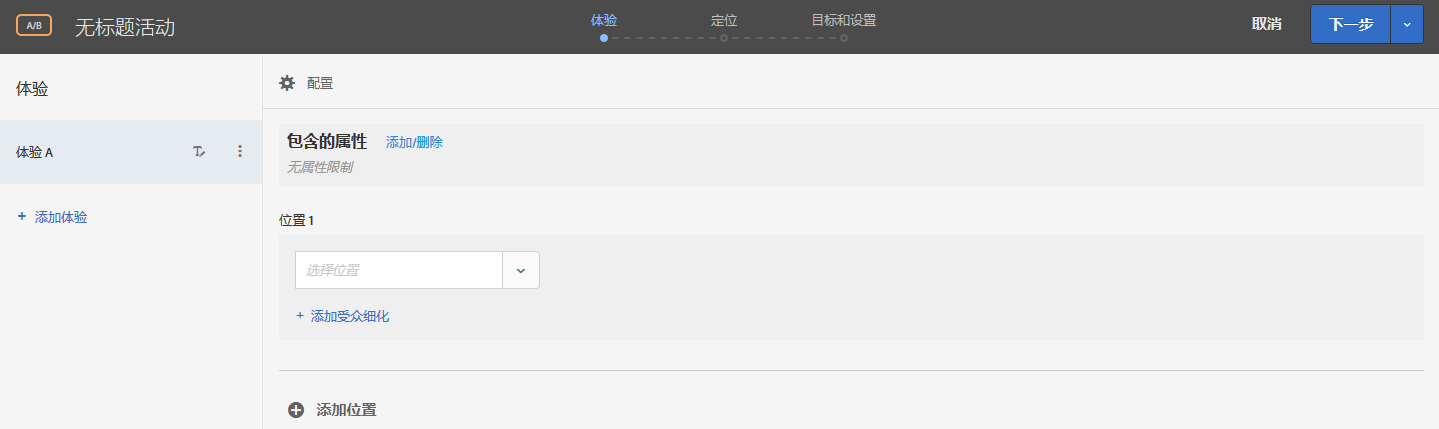 A/B
无标题活动
体验
定位
目标和设置
取消
下一步
体验
体验 A
+ 添加体验
配置
包含的属性 添加/删除
无属性限制
位置 1
选择位置
+ 添加受众细化
添加位置